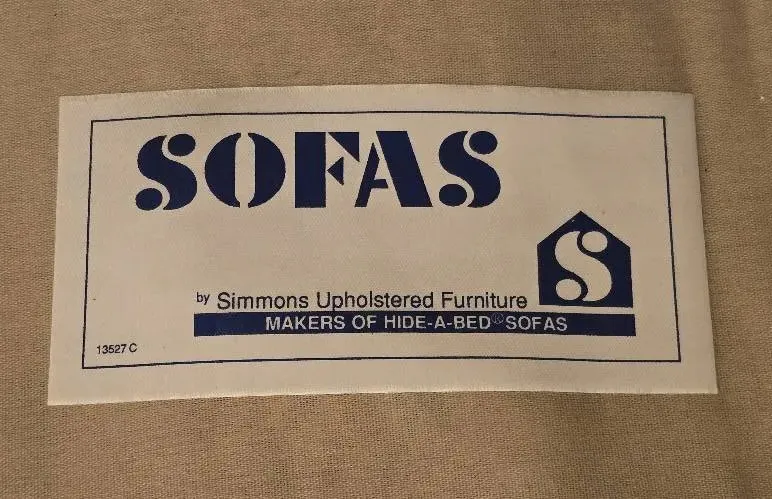 SOFAS
S
by Simmons Upholstered Furniture
MAKERS OF HIDE-A-BED® SOFAS
13527 C